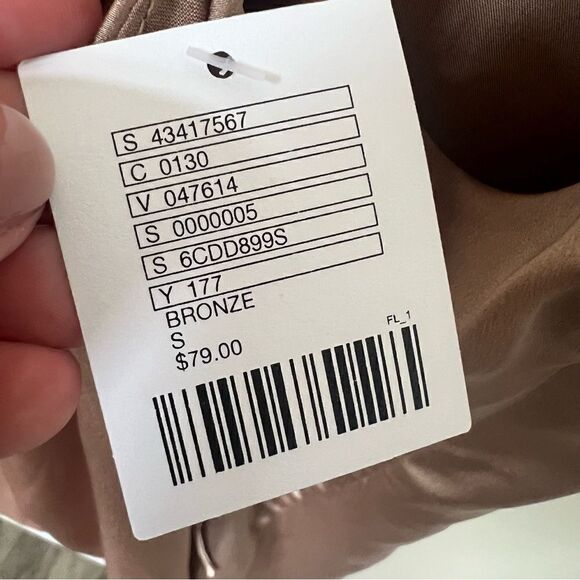 S 43417567
C 0130
V 047614
S 0000005
S 6CDD899S
Y 177
BRONZE
S
$79.00
FL_1